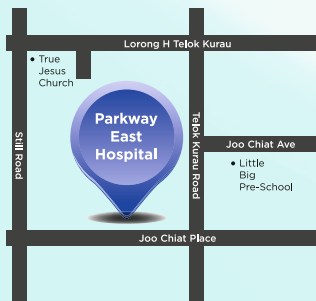 Lorong H Telok Kurau
• True
Jesus
Church
Parkway
East
Hospital
Still Road
Telok Kurau Road
Joo Chiat Ave
• Little
Big
Pre-School
Joo Chiat Place